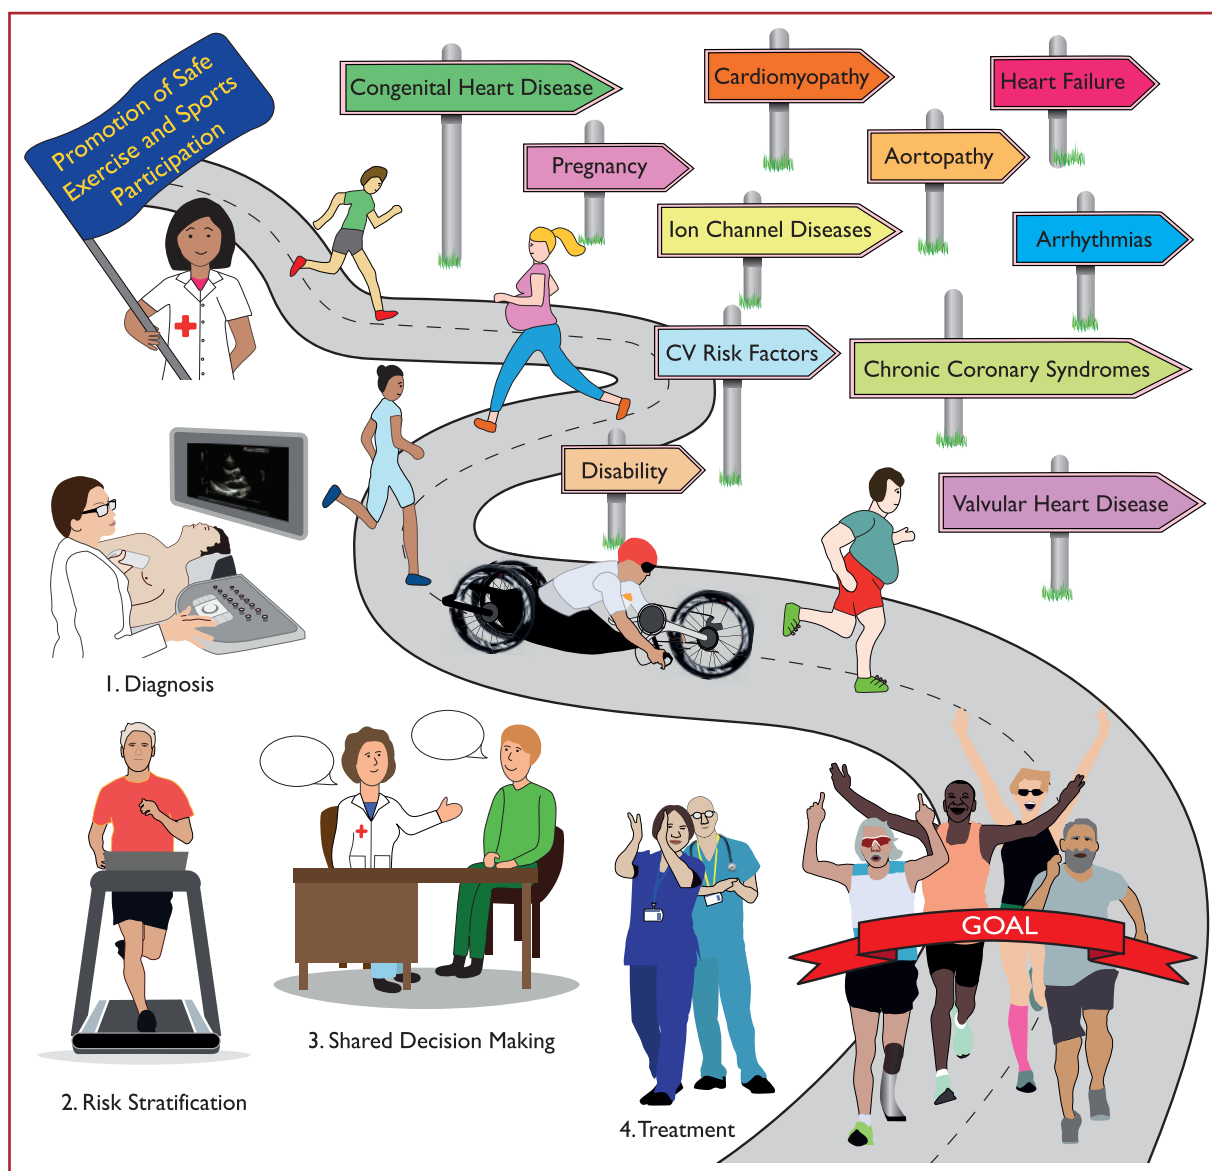 Promotion of Safe
Exercise and Sports
Participation
Congenital Heart Disease
Cardiomyopathy
Heart Failure
Pregnancy
Aortopathy
Ion Channel Diseases
Arrhythmias
CV Risk Factors
Chronic Coronary Syndromes
Disability
Valvular Heart Disease
1. Diagnosis
2. Risk Stratification
3. Shared Decision Making
4. Treatment
GOAL